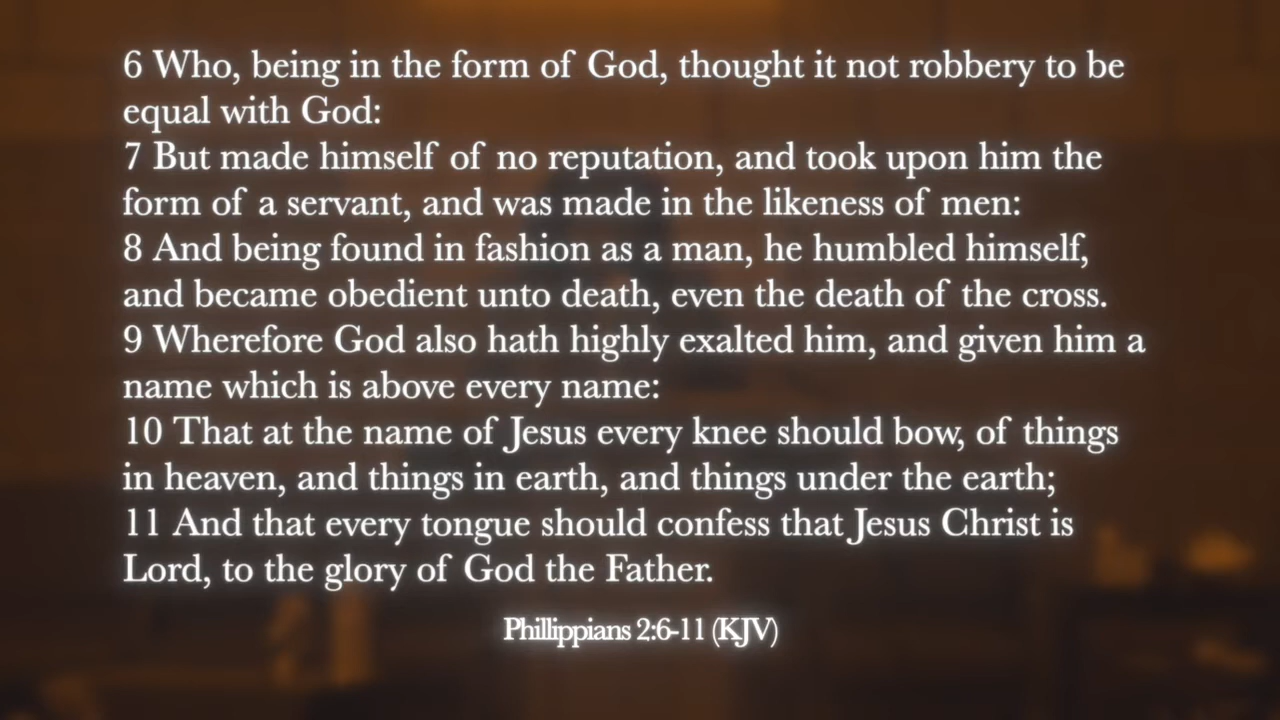 6 Who, being in the form of God, thought it not robbery to be
equal with God:
7 But made himself of no reputation, and took upon him the
form of a servant, and was made in the likeness of men:
8 And being found in fashion as a man, he humbled himself,
and became obedient unto death, even the death of the cross.
9 Wherefore God also hath highly exalted him, and given him a
name which is above every name:
10 That at the name of Jesus every knee should bow, of things
in heaven, and things in earth, and things under the earth;
11 And that every tongue should confess that Jesus Christ is
Lord, to the glory of God the Father.
Phillippians 2:6-11 (KJV)